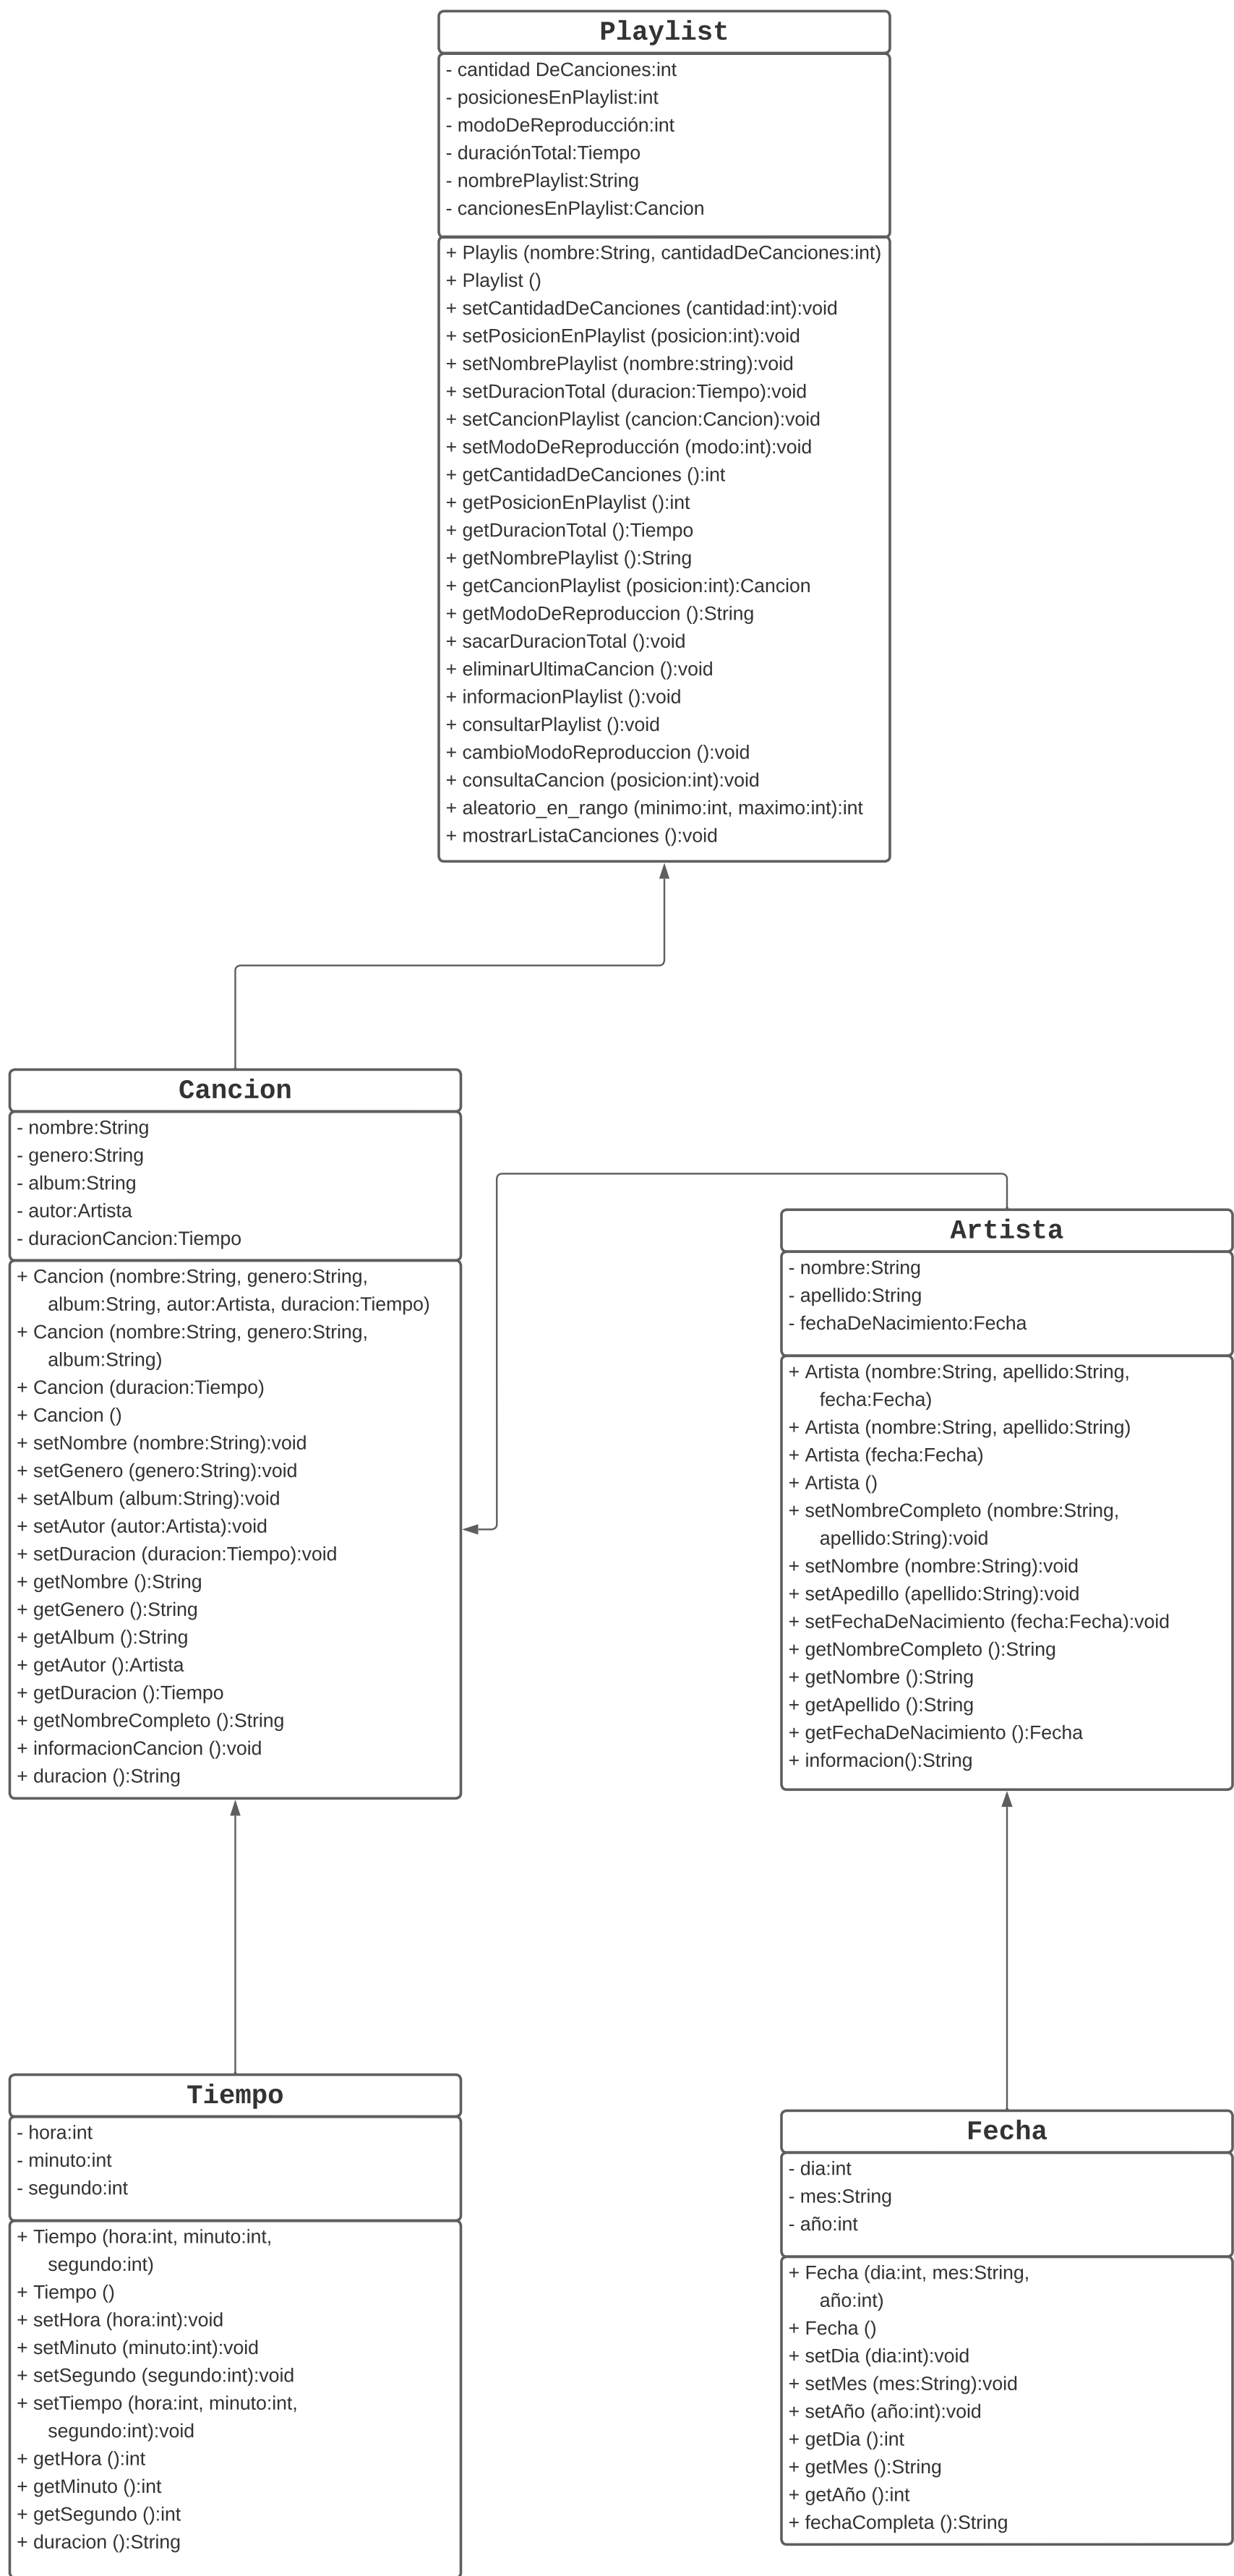 Playlist
- cantidad DeCanciones:int
- posicionesEnPlaylist:int
- modoDeReproducción:int
- duraciónTotal:Tiempo
- nombrePlaylist:String
- cancionesEnPlaylist:Cancion
+ Playlis (nombre:String, cantidadDeCanciones:int)
+ Playlist ()
+ setCantidadDeCanciones (cantidad:int):void
+ setPosicionEnPlaylist (posicion:int):void
+ setNombrePlaylist (nombre:string):void
+ setDuracionTotal (duracion:Tiempo):void
+ setCancionPlaylist (cancion:Cancion):void
+ setModoDeReproducción (modo:int):void
+ getCantidadDeCanciones ():int
+ getPosicionEnPlaylist ():int
+ getDuracionTotal ():Tiempo
+ getNombrePlaylist ():String
+ getCancionPlaylist (posicion:int):Cancion
+ getModoDeReproduccion ():String
+ sacarDuracionTotal ():void
+ eliminarUltimaCancion ():void
+ informacionPlaylist ():void
+ consultarPlaylist ():void
+ cambioModoReproduccion ():void
+ consultaCancion (posicion:int):void
+ aleatorio_en_rango (minimo:int, maximo:int):int
+ mostrarListaCanciones ():void
Cancion
- nombre:String
- genero:String
- album:String
- autor:Artista
- duracionCancion:Tiempo
+ Cancion (nombre:String, genero:String,
album:String, autor:Artista, duracion:Tiempo)
+ Cancion (nombre:String, genero:String,
album:String)
+ Cancion (duracion:Tiempo)
+ Cancion ()
+ setNombre (nombre:String):void
+ setGenero (genero:String):void
+ setAlbum (album:String):void
+ setAutor (autor:Artista):void
+ setDuracion (duracion:Tiempo):void
+ getNombre ():String
+ getGenero ():String
+ getAlbum ():String
+ getAutor ():Artista
+ getDuracion ():Tiempo
+ getNombreCompleto ():String
+ informacionCancion ():void
+ duracion ():String
Artista
- nombre:String
- apellido:String
- fechaDeNacimiento:Fecha
+ Artista (nombre:String, apellido:String,
fecha:Fecha)
+ Artista (nombre:String, apellido:String)
+ Artista (fecha:Fecha)
+ Artista ()
+ setNombreCompleto (nombre:String,
apellido:String):void
+ setNombre (nombre:String):void
+ setApedillo (apellido:String):void
+ setFechaDeNacimiento (fecha:Fecha):void
+ getNombreCompleto ():String
+ getNombre ():String
+ getApellido ():String
+ getFechaDeNacimiento ():Fecha
+ informacion():String
Tiempo
- hora:int
- minuto:int
- segundo:int
+ Tiempo (hora:int, minuto:int,
segundo:int)
+ Tiempo ()
+ setHora (hora:int):void
+ setMinuto (minuto:int):void
+ setSegundo (segundo:int):void
+ setTiempo (hora:int, minuto:int,
segundo:int):void
+ getHora ():int
+ getMinuto ():int
+ getSegundo ():int
+ duracion ():String
Fecha
- dia:int
- mes:String
- año:int
+ Fecha (dia:int, mes:String,
año:int)
+ Fecha ()
+ setDia (dia:int):void
+ setMes (mes:String):void
+ setAño (año:int):void
+ getDia ():int
+ getMes ():String
+ getAño ():int
+ fechaCompleta ():String